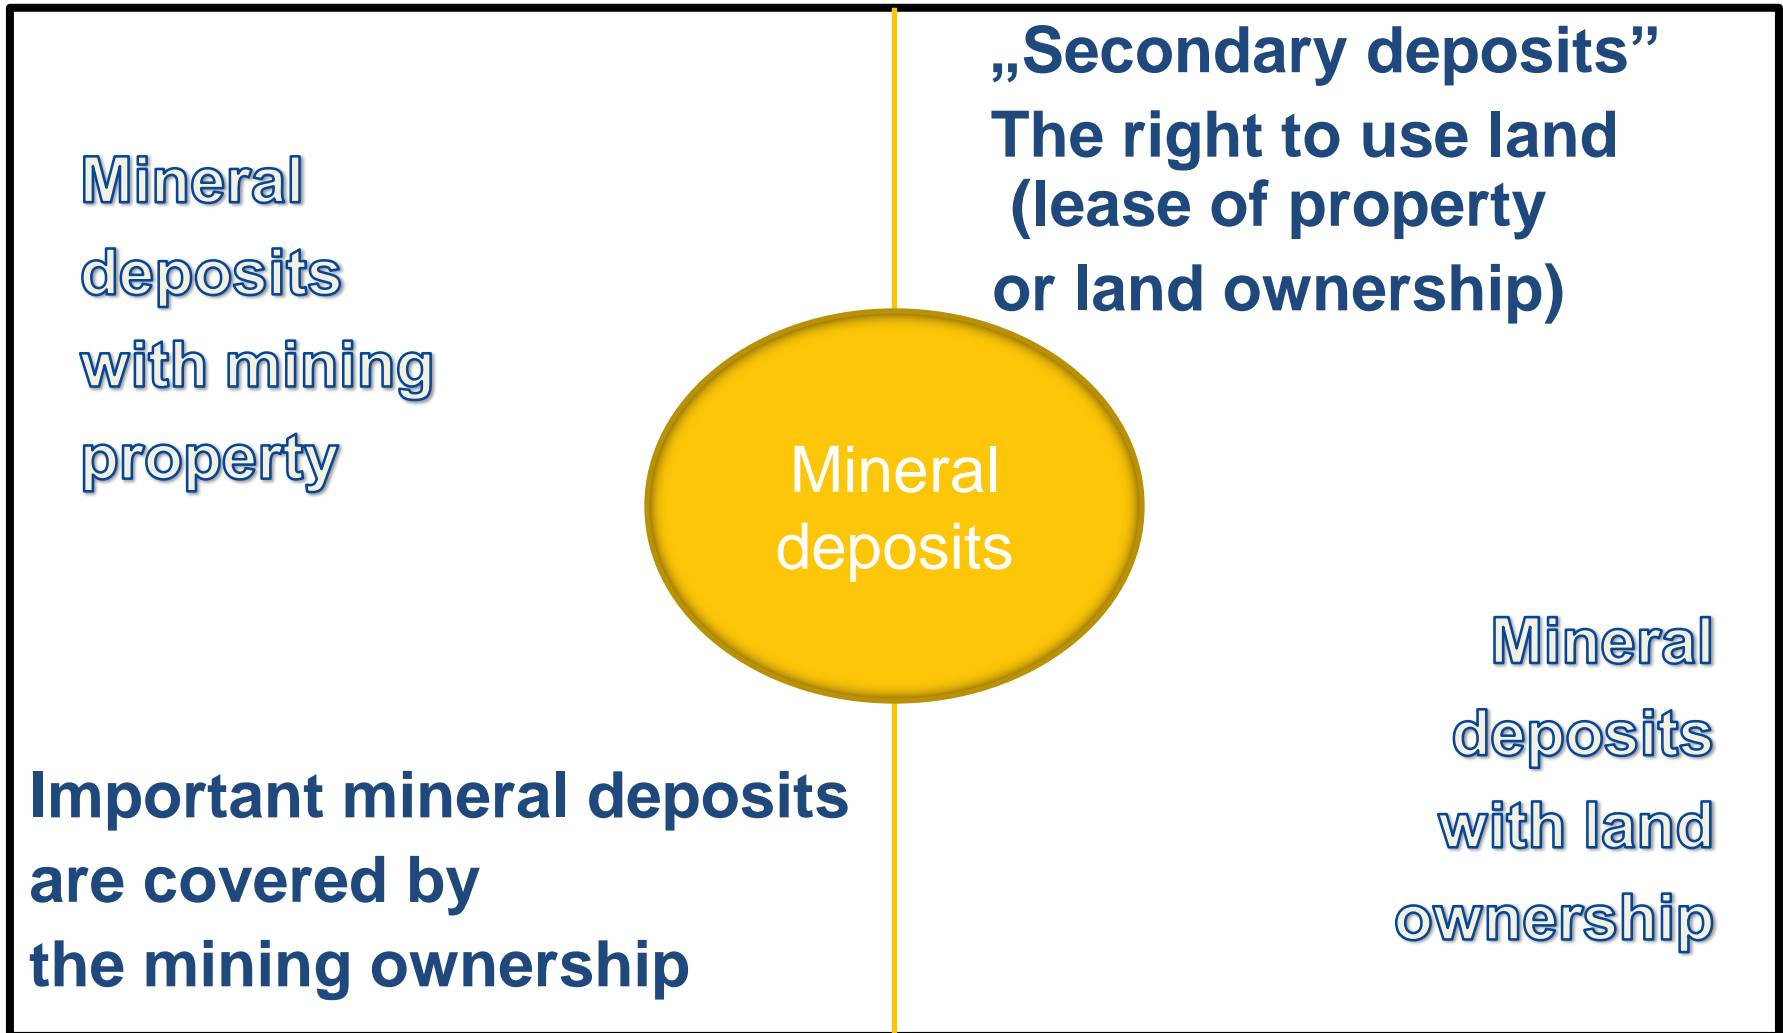 Mineral
deposits
with mining
property
Important mineral deposits
are covered by
the mining ownership
Mineral
deposits
„Secondary deposits”
The right to use land
(lease of property
or land ownership)
Mineral
deposits
with land
ownership